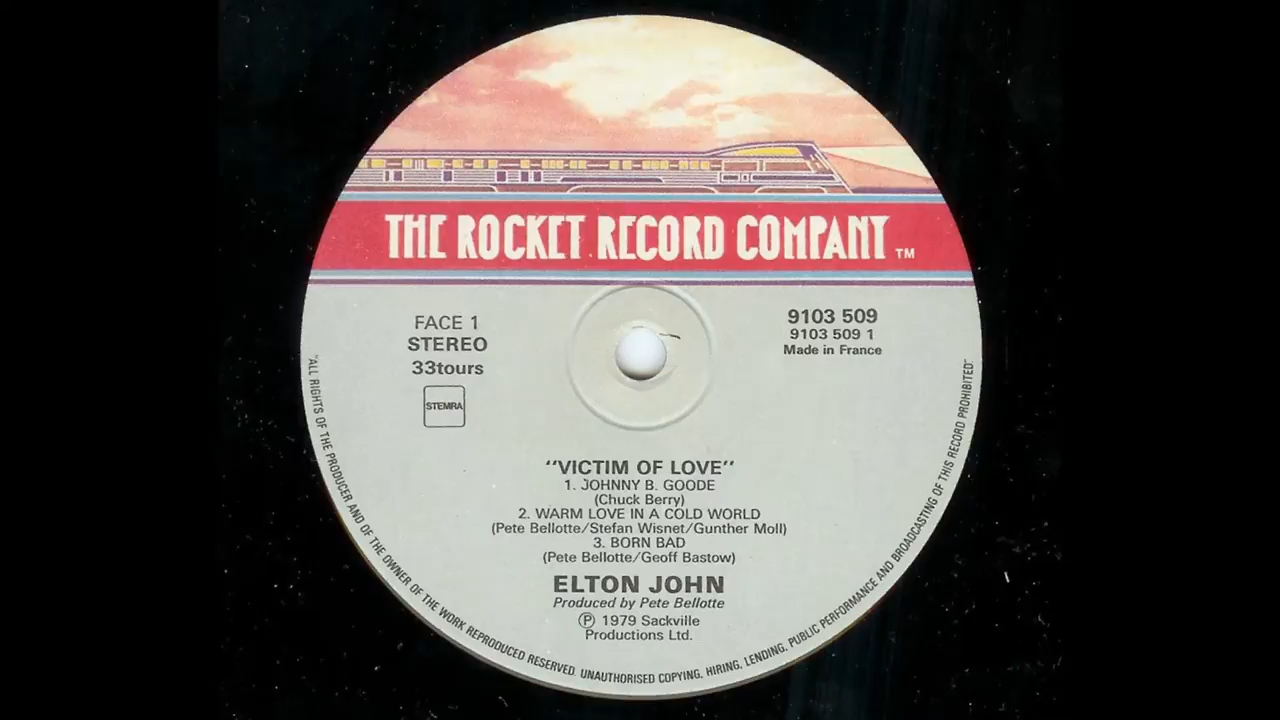 THE ROCKET RECORD COMPANY TM
FACE 1
STEREO
33tours
STEMRA
9103 509
9103 509 1
Made in France
"VICTIM OF LOVE"
1. JOHNNY B. GOODE
(Chuck Berry)
2. WARM LOVE IN A COLD WORLD
(Pete Bellotte/Stefan Wisnet/Gunther Moll)
3. BORN BAD
(Pete Bellotte/Geoff Bastow)
ELTON JOHN
Produced by Pete Bellotte
Ⓟ 1979 Sackville
Productions Ltd.
"ALL RIGHTS OF THE PRODUCER AND OF THE OWNER OF THE WORK REPRODUCED RESERVED. UNAUTHORISED COPYING, HIRING, LENDING, PUBLIC PERFORMANCE AND BROADCASTING OF THIS RECORD PROHIBITED"